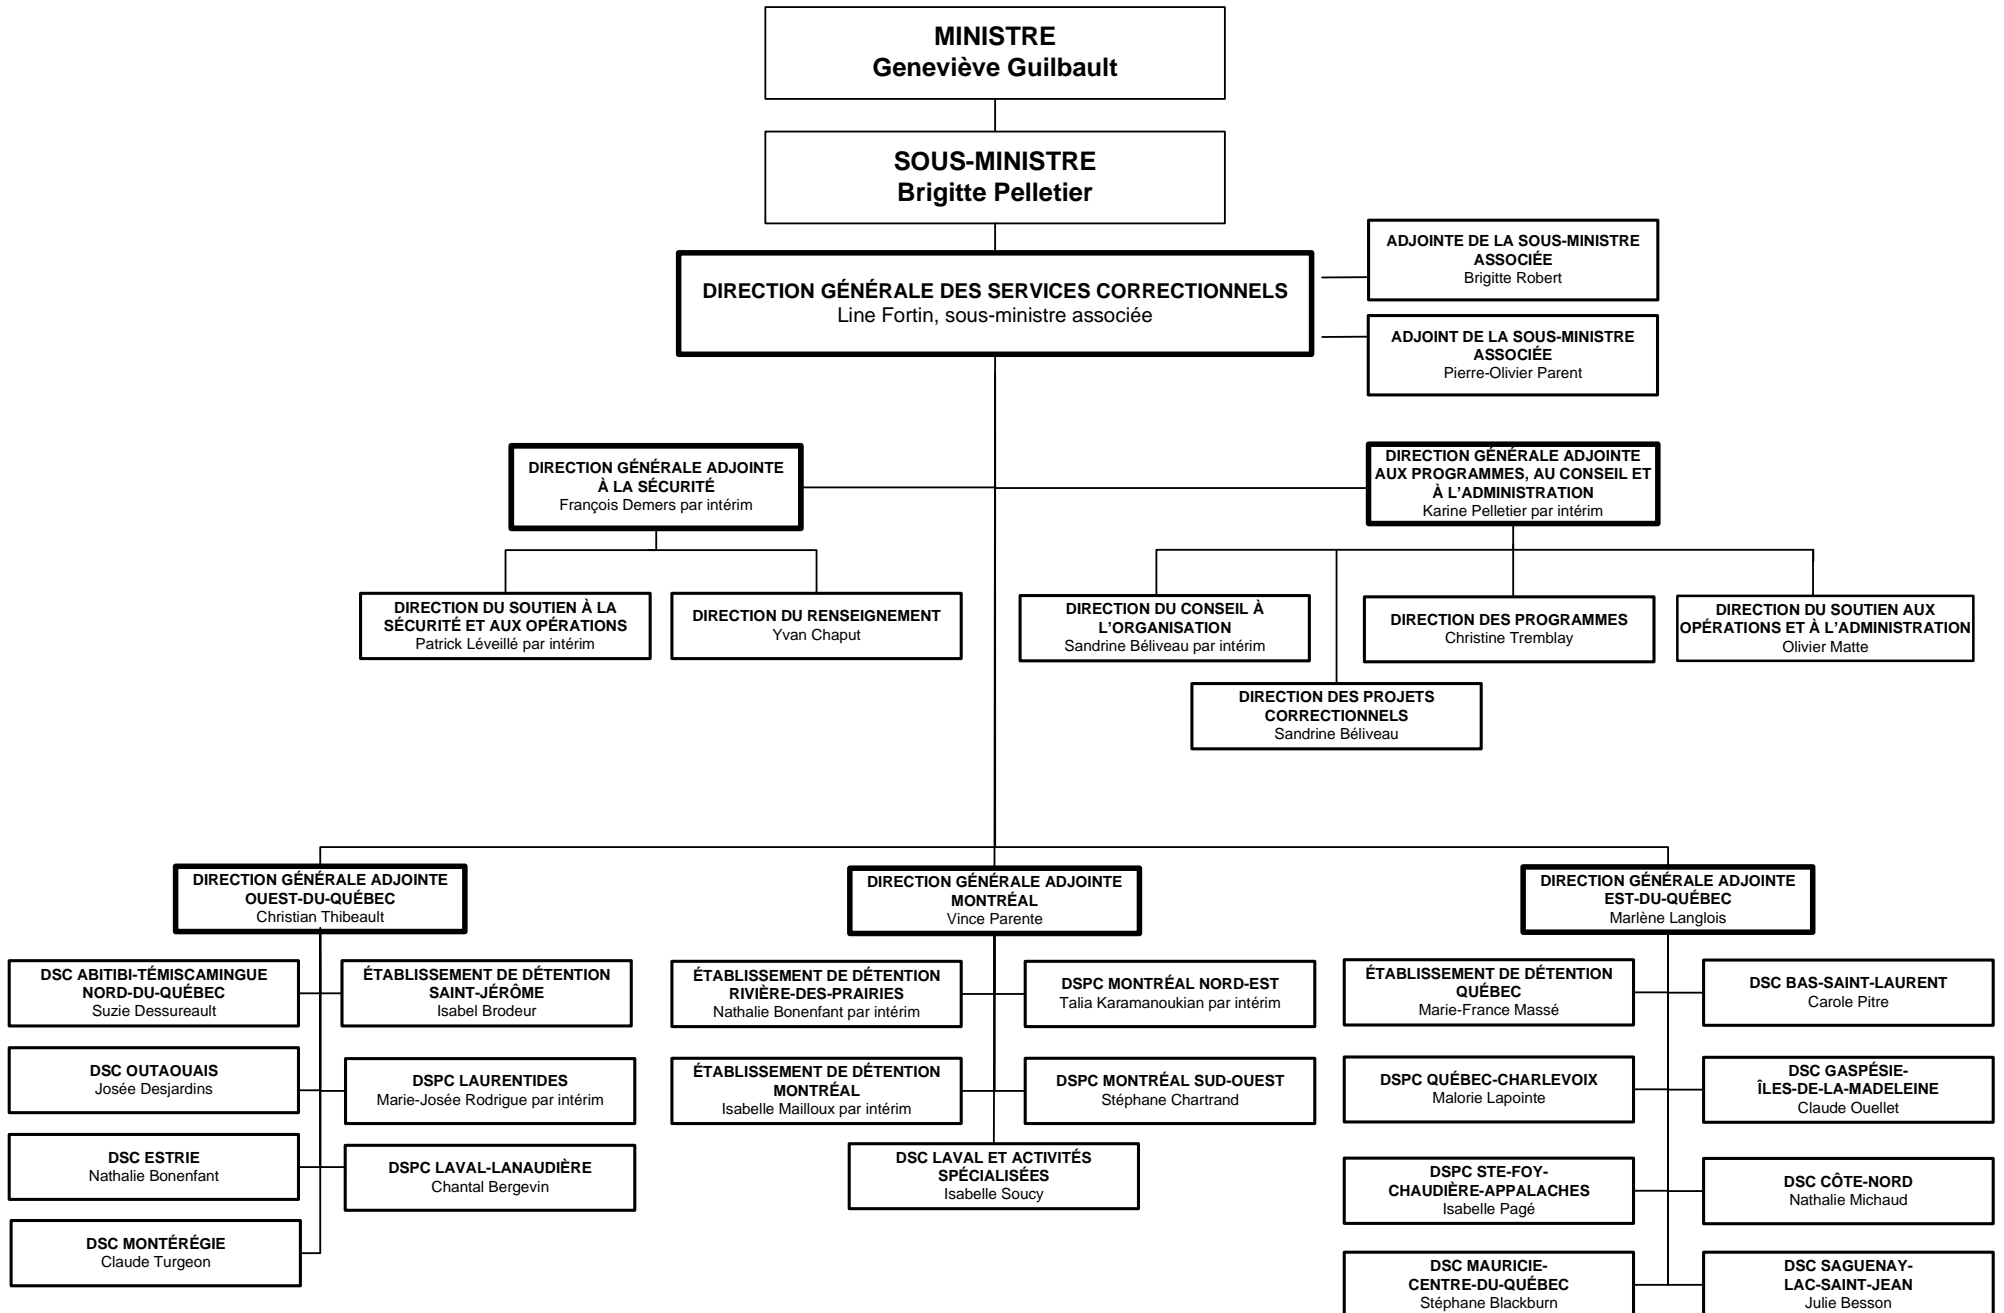 MINISTRE
Geneviève Guilbault
SOUS-MINISTRE
Brigitte Pelletier
DIRECTION GÉNÉRALE DES SERVICES CORRECTIONNELS
Line Fortin, sous-ministre associée
ADJOINTE DE LA SOUS-MINISTRE
ASSOCIÉE
Brigitte Robert
ADJOINT DE LA SOUS-MINISTRE
ASSOCIÉE
Pierre-Olivier Parent
DIRECTION GÉNÉRALE ADJOINTE
À LA SÉCURITÉ
François Demers par intérim
DIRECTION GÉNÉRALE ADJOINTE
AUX PROGRAMMES, AU CONSEIL ET
À L'ADMINISTRATION
Karine Pelletier par intérim
DIRECTION DU SOUTIEN À LA
SÉCURITÉ ET AUX OPÉRATIONS
Patrick Léveillé par intérim
DIRECTION DU RENSEIGNEMENT
Yvan Chaput
DIRECTION DU CONSEIL À
L'ORGANISATION
Sandrine Béliveau par intérim
DIRECTION DES PROGRAMMES
Christine Tremblay
DIRECTION DU SOUTIEN AUX
OPÉRATIONS ET À L'ADMINISTRATION
Olivier Matte
DIRECTION DES PROJETS
CORRECTIONNELS
Sandrine Béliveau
DIRECTION GÉNÉRALE ADJOINTE
OUEST-DU-QUÉBEC
Christian Thibeault
DSC ABITIBI-TÉMISCAMINGUE
NORD-DU-QUÉBEC
Suzie Dessureault
ÉTABLISSEMENT DE DÉTENTION
SAINT-JÉRÔME
Isabel Brodeur
DSC OUTAOUAIS
Josée Desjardins
DSPC LAURENTIDES
Marie-Josée Rodrigue par intérim
DSC ESTRIE
Nathalie Bonenfant
DSPC LAVAL-LANAUDIÈRE
Chantal Bergevin
DSC MONTÉRÉGIE
Claude Turgeon
DIRECTION GÉNÉRALE ADJOINTE
MONTRÉAL
Vince Parente
ÉTABLISSEMENT DE DÉTENTION
RIVIÈRE-DES-PRAIRIES
Nathalie Bonenfant par intérim
DSPC MONTRÉAL NORD-EST
Talia Karamanoukian par intérim
ÉTABLISSEMENT DE DÉTENTION
MONTRÉAL
Isabelle Mailloux par intérim
DSPC MONTRÉAL SUD-OUEST
Stéphane Chartrand
DSC LAVAL ET ACTIVITÉS
SPÉCIALISÉES
Isabelle Soucy
DIRECTION GÉNÉRALE ADJOINTE
EST-DU-QUÉBEC
Marlène Langlois
ÉTABLISSEMENT DE DÉTENTION
QUÉBEC
Marie-France Massé
DSC BAS-SAINT-LAURENT
Carole Pitre
DSPC QUÉBEC-CHARLEVOIX
Malorie Lapointe
DSC GASPÉSIE-
ÎLES-DE-LA-MADELEINE
Claude Ouellet
DSPC STE-FOY-
CHAUDIÈRE-APPALACHES
Isabelle Pagé
DSC CÔTE-NORD
Nathalie Michaud
DSC MAURICIE-
CENTRE-DU-QUÉBEC
Stéphane Blackburn
DSC SAGUENAY-
LAC-SAINT-JEAN
Julie Besson